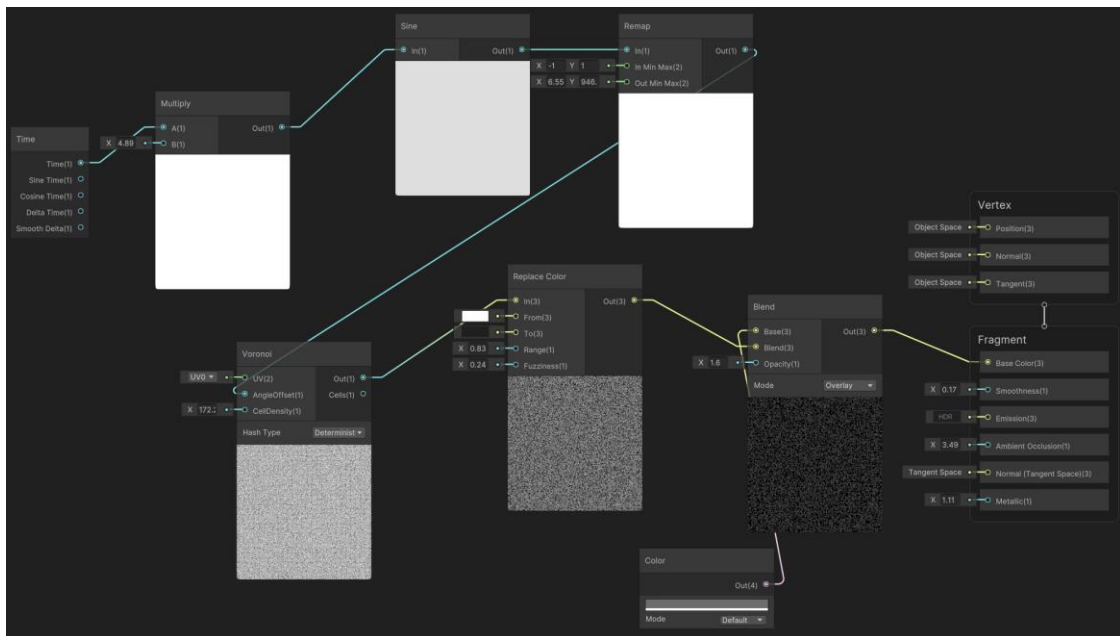 Time
Time(1)
Sine Time(1)
Cosine Time(1)
Delta Time(1)
Smooth Delta(1)
X 4.89
Multiply
A(1) Out(1)
B(1)
Sine
In(1) Out(1)
X -1 Y 1
X 6.55 Y 946.
Remap
In(1) Out(1)
In Min Max(2)
Out Min Max(2)
UV0
X 172.
Voronoi
UV(2) Out(1)
AngleOffset(1) Cells(1)
CellDensity(1)
Hash Type Determinist
X 0.83
X 0.24
Replace Color
In(3) Out(3)
From(3)
To(3)
Range(1)
Fuzziness(1)
X 1.6
Blend
Base(3) Out(3)
Blend(3)
Opacity(1)
Mode Overlay
Color
Out(4)
Mode Default
Vertex
Object Space Position(3)
Object Space Normal(3)
Object Space Tangent(3)
Fragment
Base Color(3)
X 0.17 Smoothness(1)
HDR Emission(3)
X 3.49 Ambient Occlusion(1)
Tangent Space Normal (Tangent Space)(3)
X 1.11 Metallic(1)